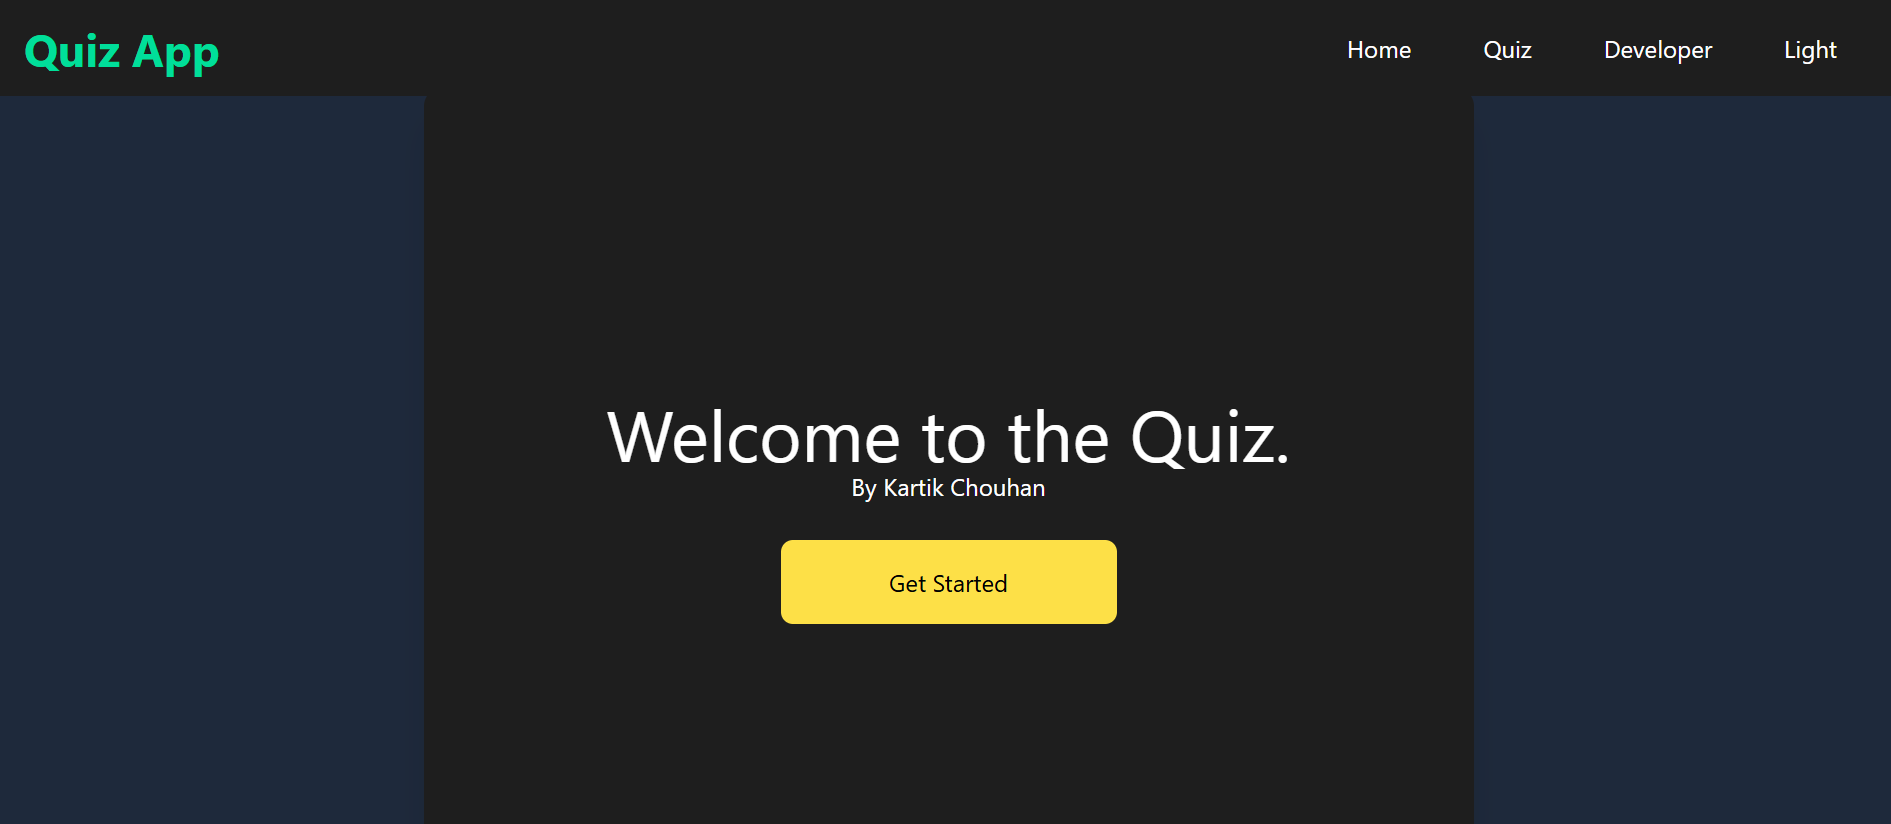 Quiz App
Home Quiz Developer Light
Welcome to the Quiz.
By Kartik Chouhan
Get Started